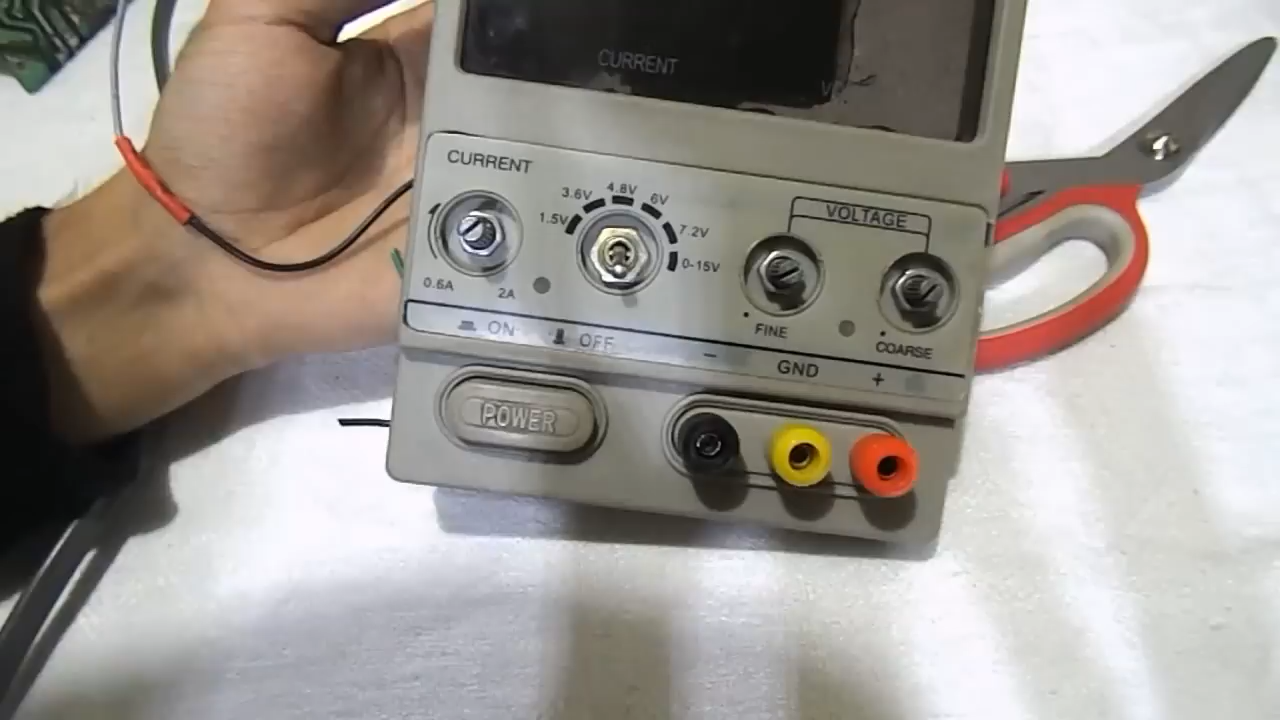 CURRENT
CURRENT
1.5V 3.6V 4.8V 6V 7.2V 0-15V
VOLTAGE
0.6A 2A
FINE COARSE
ON OFF
- GND +
POWER